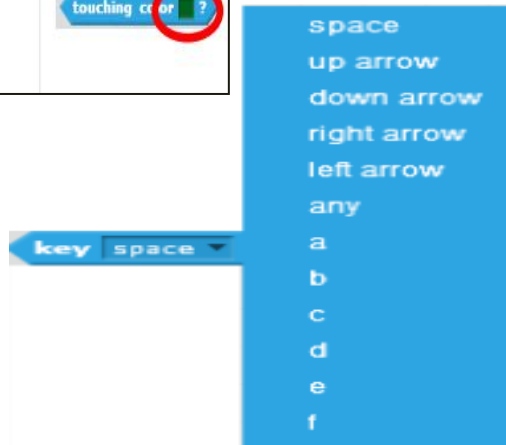 touching color ?
space
up arrow
down arrow
right arrow
left arrow
any
key space
a
b
c
d
e
f